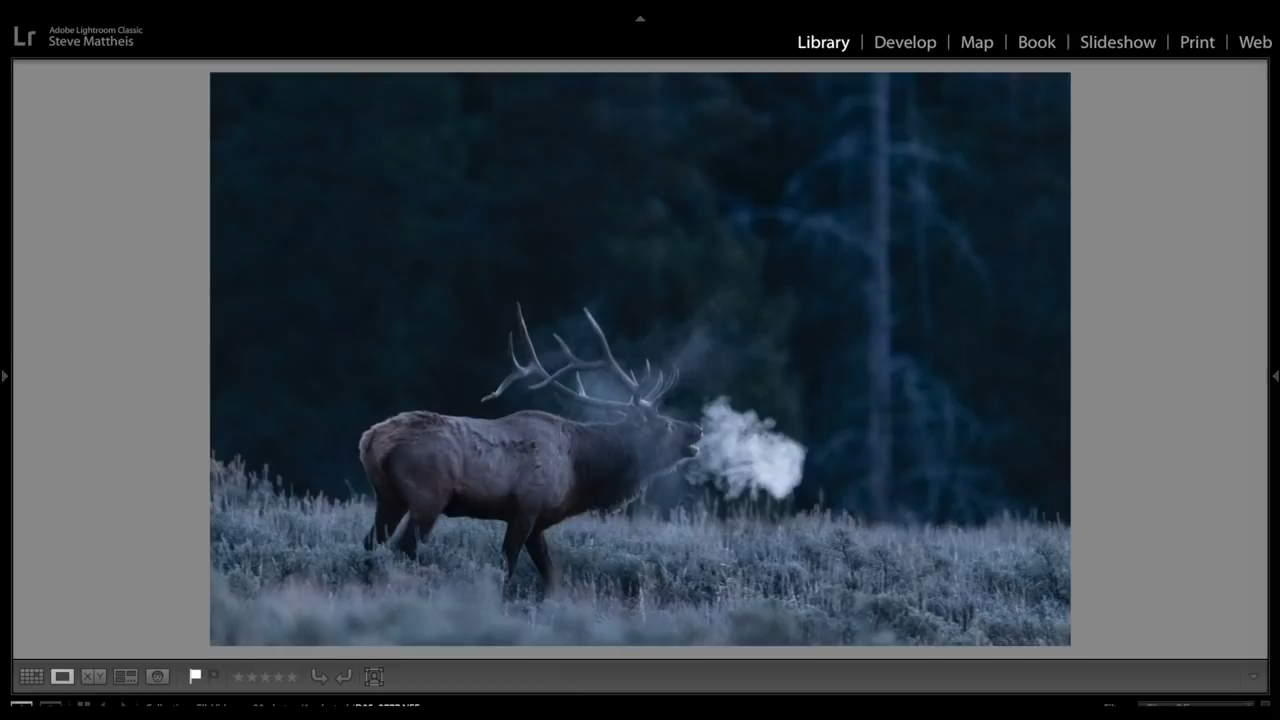 Lr
Adobe Lightroom Classic
Steve Mattheis
Library | Develop | Map | Book | Slideshow | Print | Web
X Y